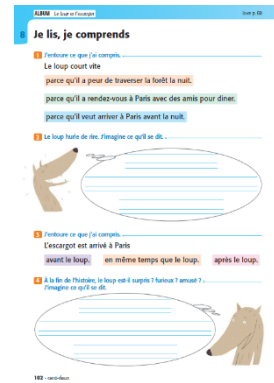 ALBUM Le loup et l'escargot
Livre p. 60
8 Je lis, je comprends
1 J'entoure ce que j'ai compris.
Le loup court vite
parce qu'il a peur de traverser la forêt la nuit.
parce qu'il a rendez-vous à Paris avec des amis pour diner.
parce qu'il veut arriver à Paris avant la nuit.
2 Le loup hurle de rire. J'imagine ce qu'il se dit.
3 J'entoure ce que j'ai compris.
L'escargot est arrivé à Paris
avant le loup. en même temps que le loup. après le loup.
4 À la fin de l'histoire, le loup est-il surpris ? furieux ? amusé ?
J'imagine ce qu'il se dit.
102 • cent-deux